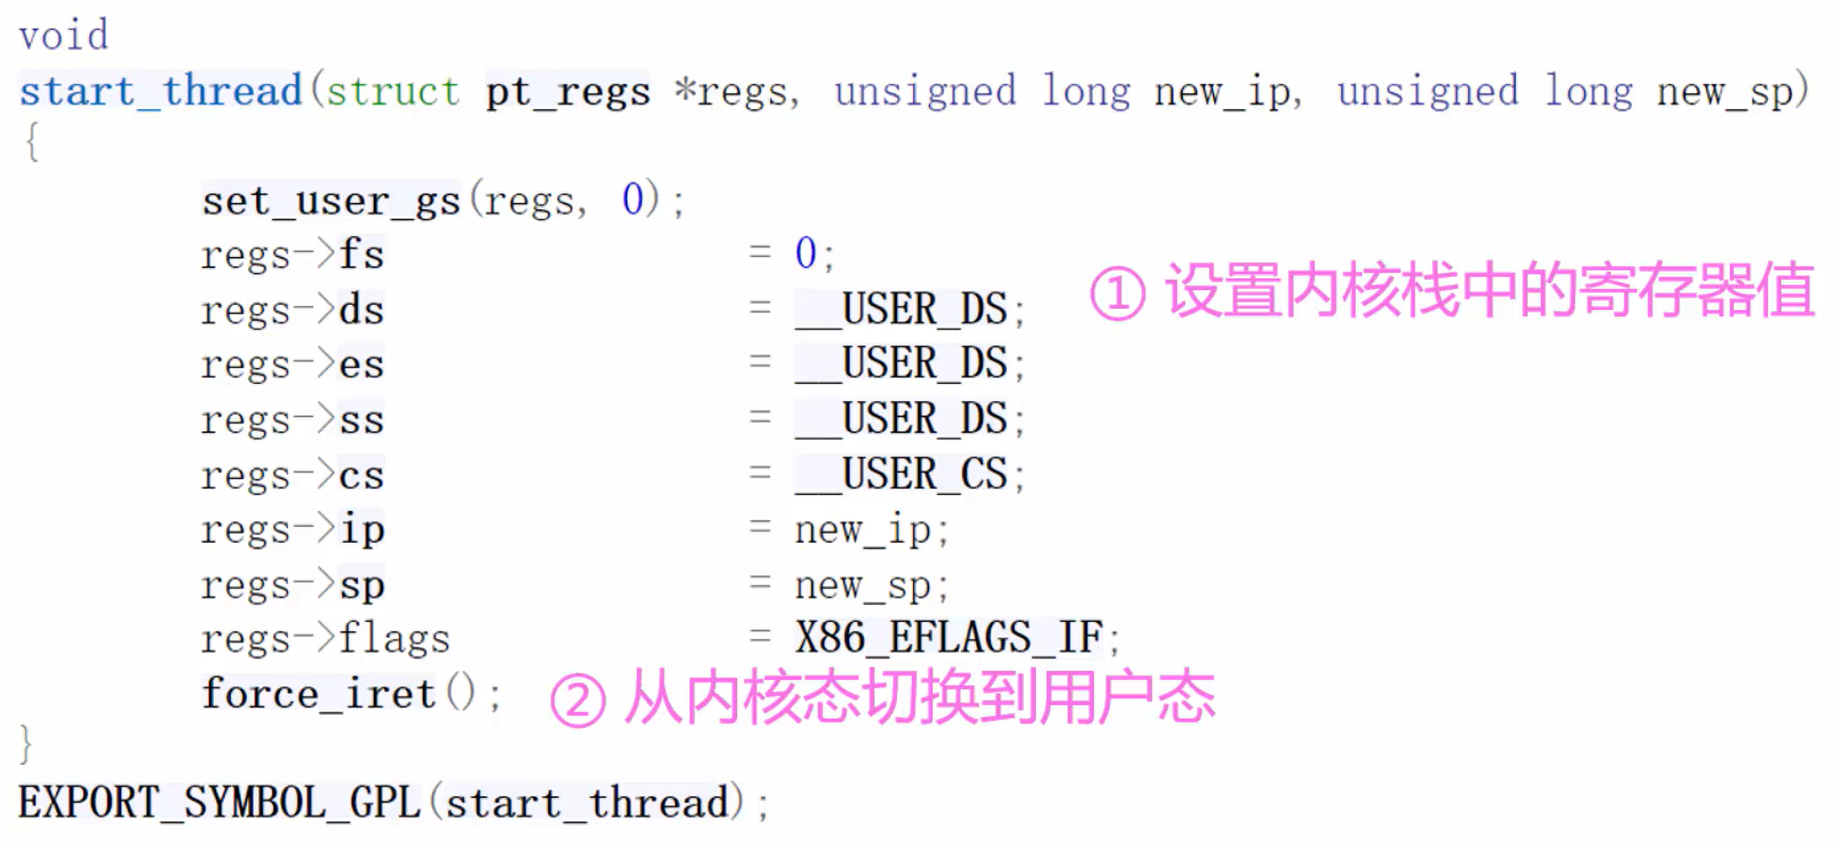 void
start_thread(struct pt_regs *regs, unsigned long new_ip, unsigned long new_sp)
{
set_user_gs(regs, 0);
regs->fs = 0;
regs->ds = __USER_DS;
① 设置内核栈中的寄存器值
regs->es = __USER_DS;
regs->ss = __USER_DS;
regs->cs = __USER_CS;
regs->ip = new_ip;
regs->sp = new_sp;
regs->flags = X86_EFLAGS_IF;
force_iret(); ② 从内核态切换到用户态
}
EXPORT_SYMBOL_GPL(start_thread);